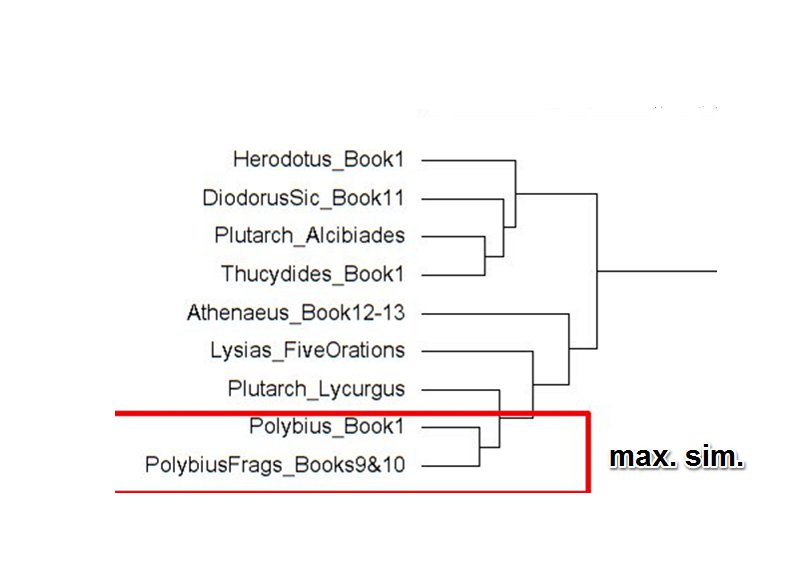 Herodotus_Book1
DiodorusSic_Book11
Plutarch_Alcibiades
Thucydides_Book1
Athenaeus_Book12-13
Lysias_FiveOrations
Plutarch_Lycurgus
Polybius_Book1
PolybiusFrags_Books9&10
max. sim.